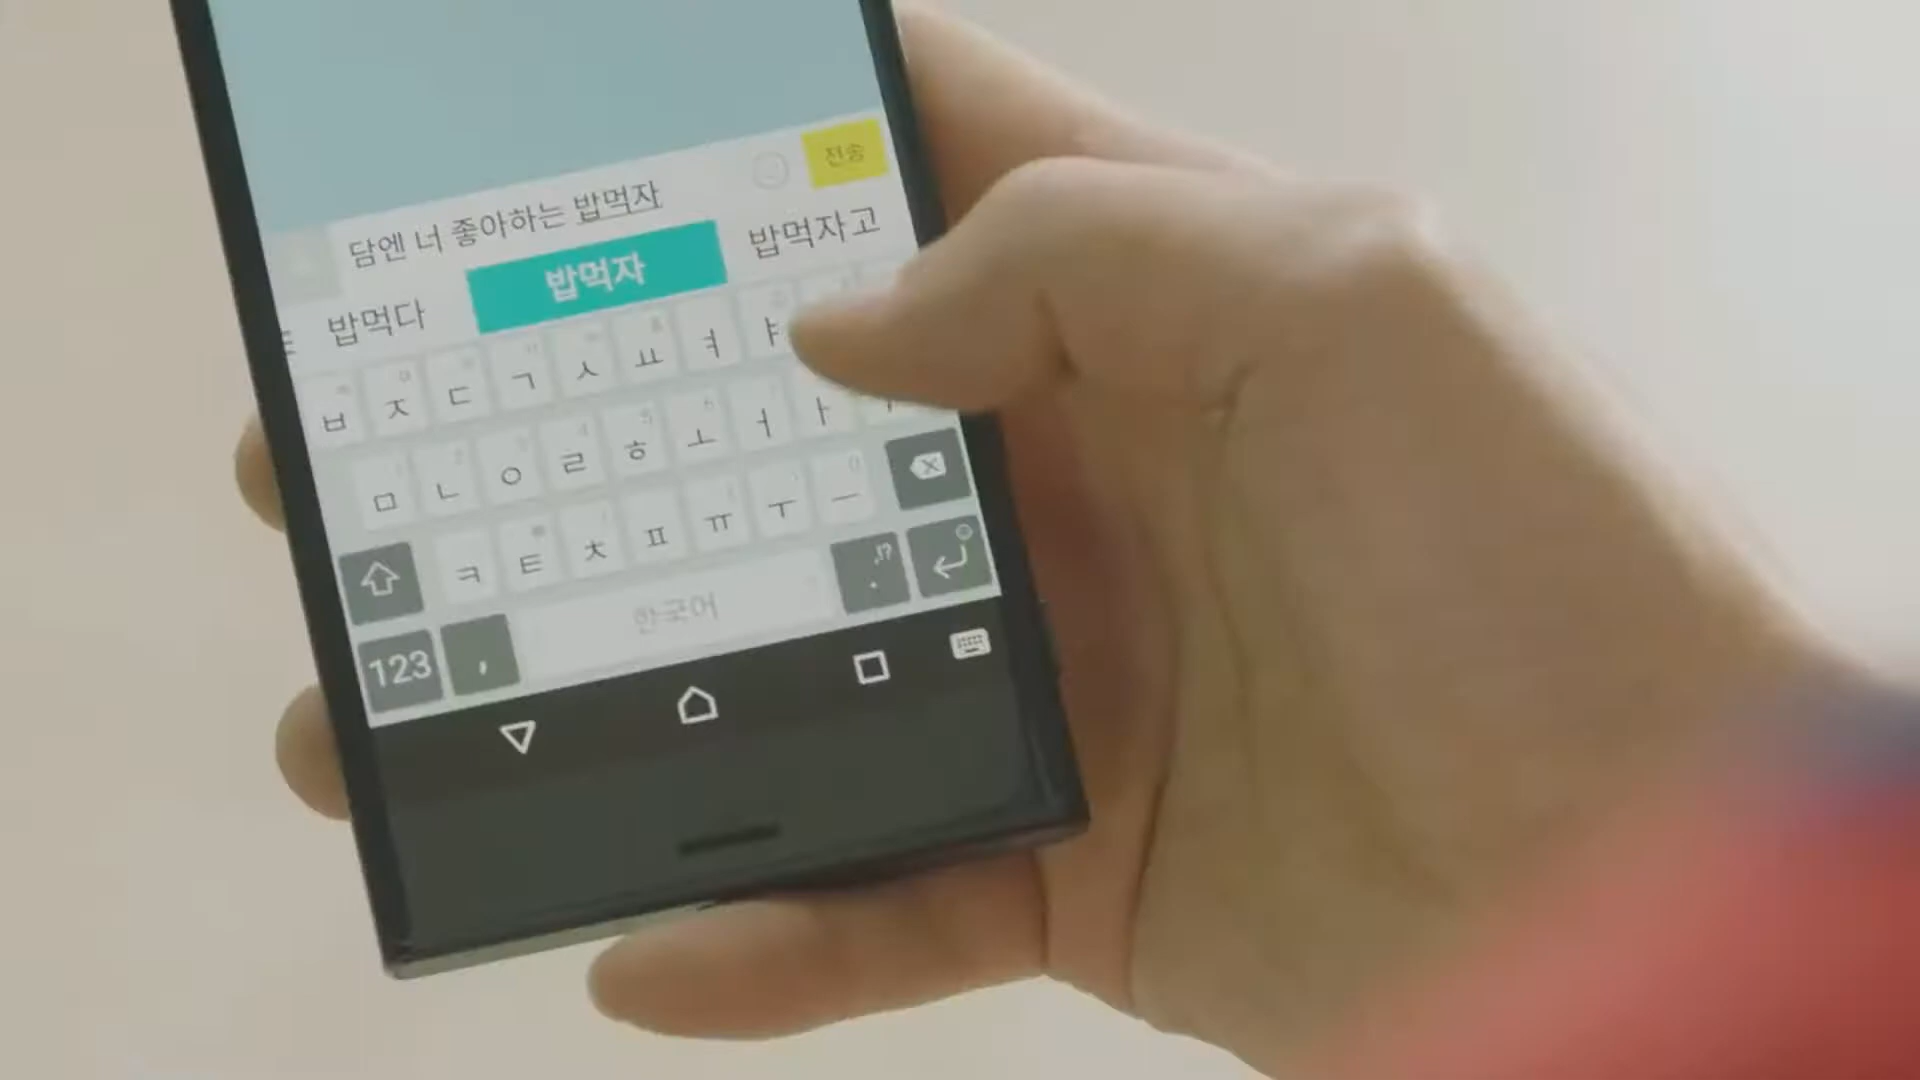 전송
담엔 너 좋아하는 밥먹자
밥먹다 밥먹자 밥먹자고
ㅂ ㅈ ㄷ ㄱ ㅅ ㅛ ㅕ ㅑ
ㅁ ㄴ ㅇ ㄹ ㅎ ㅗ ㅓ ㅏ ㅣ
ㅋ ㅌ ㅊ ㅍ ㅠ ㅜ ㅡ
123 , 한국어 . ,!?